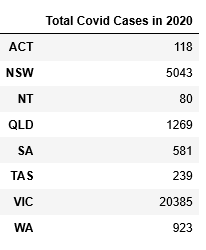 Total Covid Cases in 2020
ACT 118
NSW 5043
NT 80
QLD 1269
SA 581
TAS 239
VIC 20385
WA 923